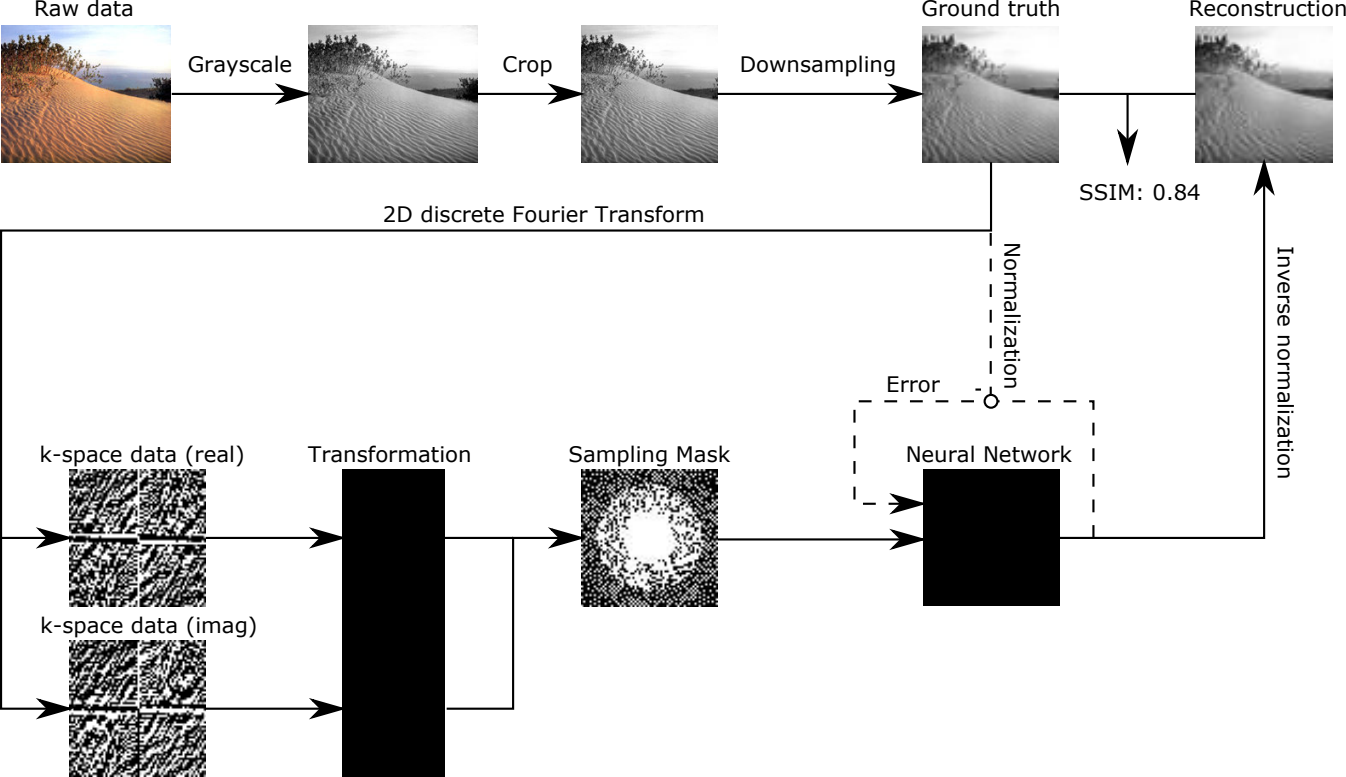 Raw data
Ground truth
Reconstruction
Grayscale
Crop
Downsampling
SSIM: 0.84
2D discrete Fourier Transform
Normalization
Inverse normalization
Error
-
k-space data (real)
Transformation
Sampling Mask
Neural Network
k-space data (imag)